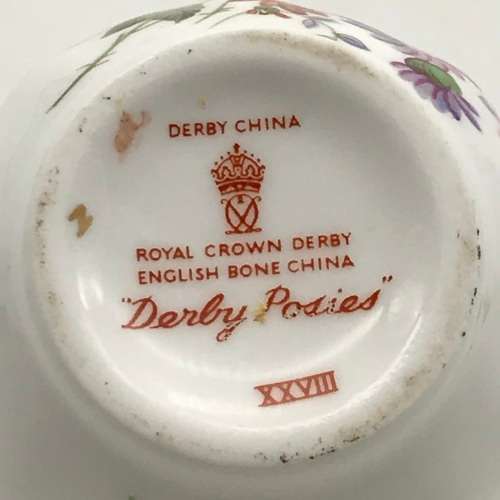 DERBY CHINA
ROYAL CROWN DERBY
ENGLISH BONE CHINA
"Derby Posies"
XXVIII